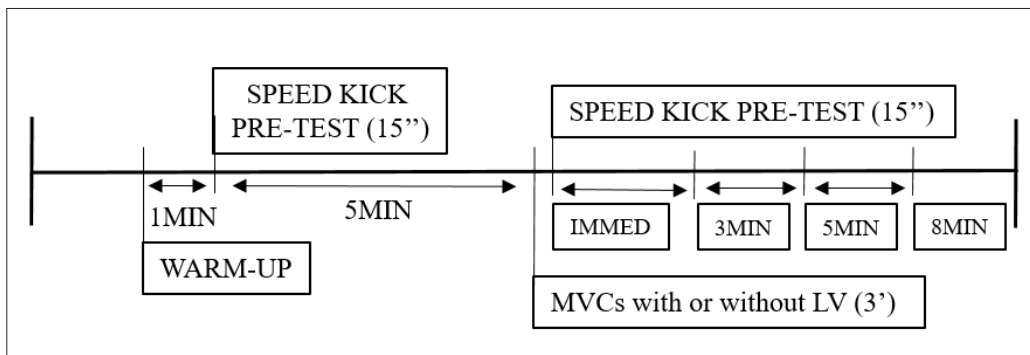 SPEED KICK
PRE-TEST (15’’)
SPEED KICK PRE-TEST (15’’)
1MIN
5MIN
IMMED
3MIN
5MIN
8MIN
WARM-UP
MVCs with or without LV (3’)